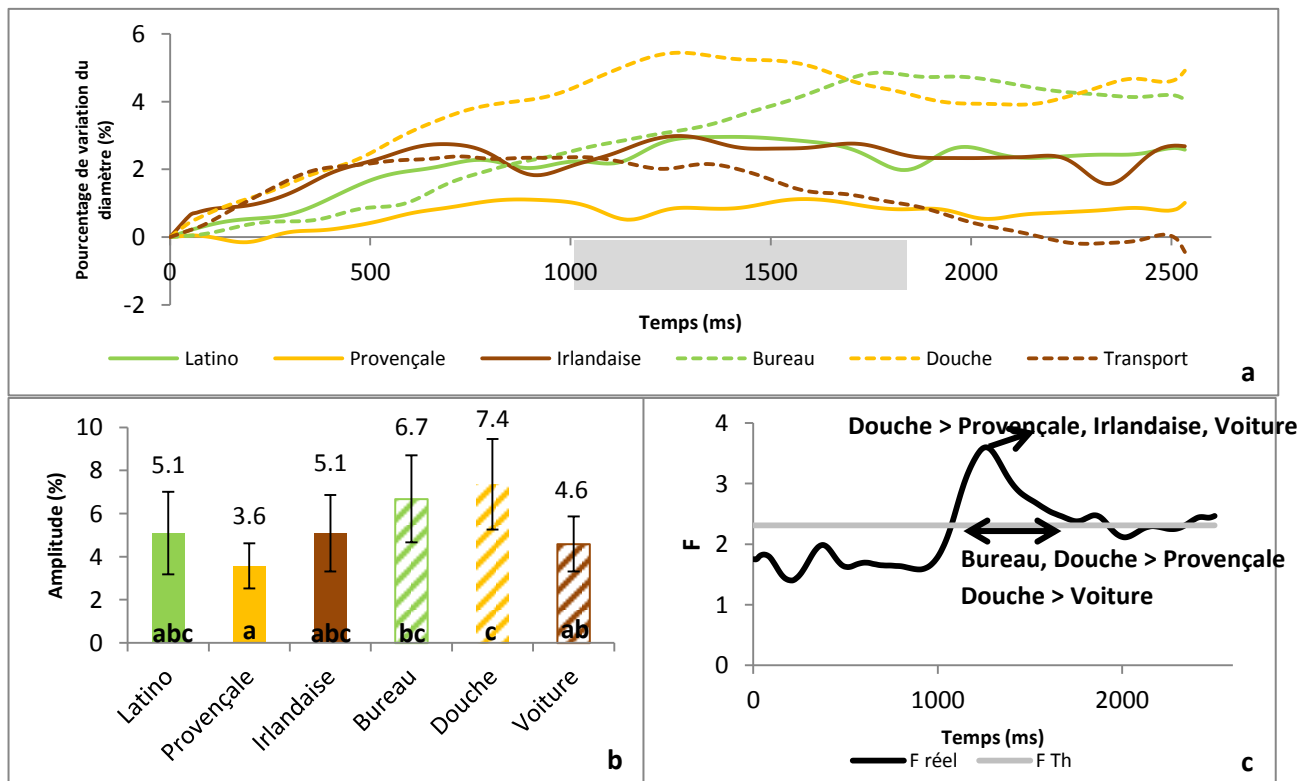 Pourcentage de variation du
diamètre (%)
6
4
2
0
-2
0 500 1000 1500 2000 2500
Temps (ms)
Latino Provençale Irlandaise Bureau Douche Transport
a
Amplitude (%)
10
8
6
4
2
0
5.1 3.6 5.1 6.7 7.4 4.6
abc a abc bc c ab
Latino Provençale Irlandaise Bureau Douche Voiture
b
F
4
3
2
1
0
Douche > Provençale, Irlandaise, Voiture
Bureau, Douche > Provençale
Douche > Voiture
0 1000 2000
Temps (ms)
F réel F Th
c